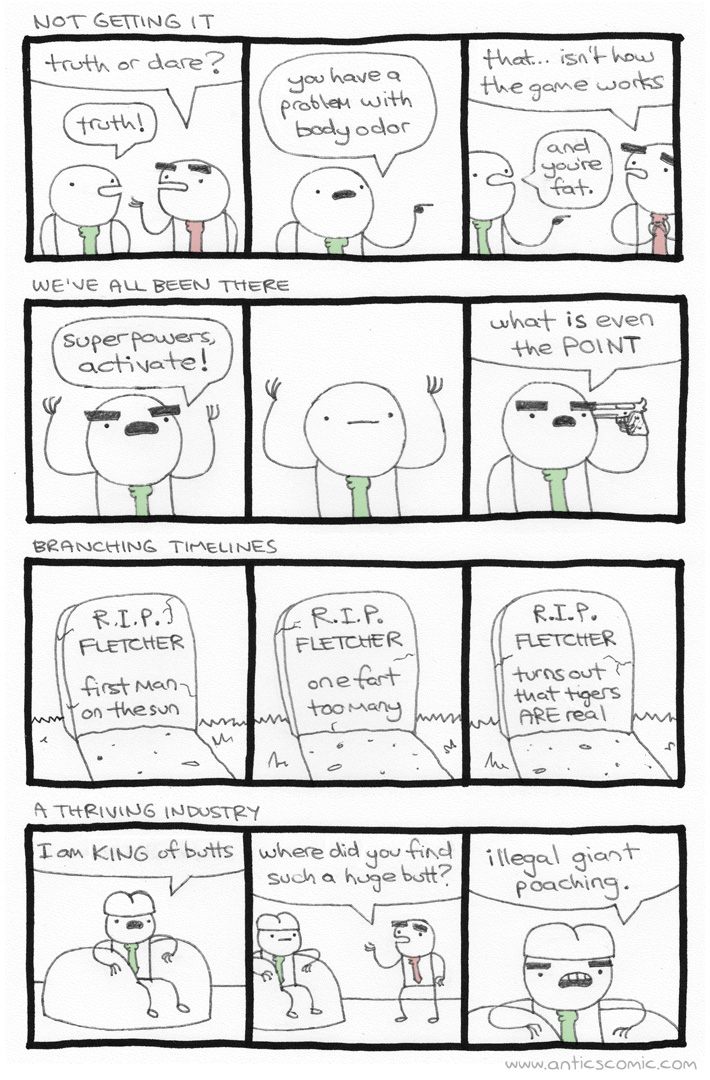 NOT GETTING IT
truth or dare?
truth!
you have a
problem with
body odor
that... isn't how
the game works
and
you're
fat.
WE'VE ALL BEEN THERE
superpowers,
activate!
what is even
the POINT
BRANCHING TIMELINES
R.I.P.
FLETCHER
first man
on the sun
R.I.P.
FLETCHER
one fart
too many
R.I.P.
FLETCHER
turns out
that tigers
ARE real
A THRIVING INDUSTRY
I am KING of butts
where did you find
such a huge butt?
illegal giant
poaching.
www.anticscomic.com